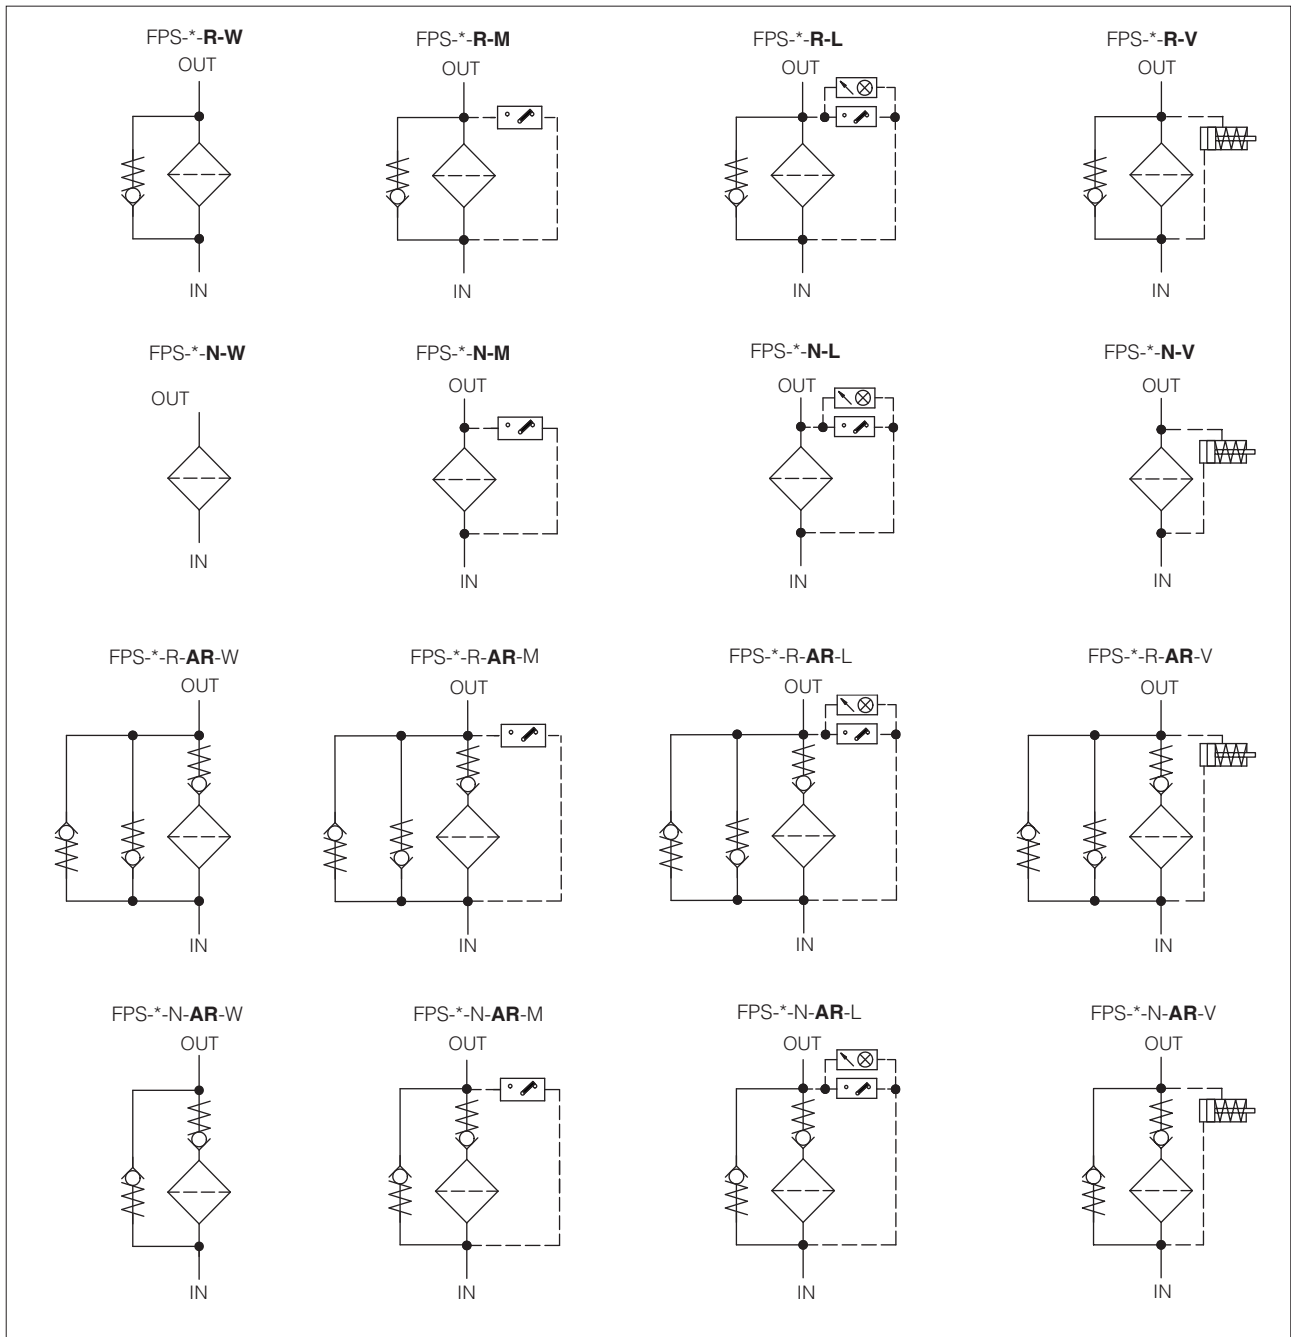 FPS-*-R-W FPS-*-R-M FPS-*-R-L FPS-*-R-V
OUT OUT OUT OUT
IN IN IN IN
FPS-*-N-W FPS-*-N-M FPS-*-N-L FPS-*-N-V
OUT OUT OUT OUT
IN IN IN IN
FPS-*-R-AR-W FPS-*-R-AR-M FPS-*-R-AR-L FPS-*-R-AR-V
OUT OUT OUT OUT
IN IN IN IN
FPS-*-N-AR-W FPS-*-N-AR-M FPS-*-N-AR-L FPS-*-N-AR-V
OUT OUT OUT OUT
IN IN IN IN